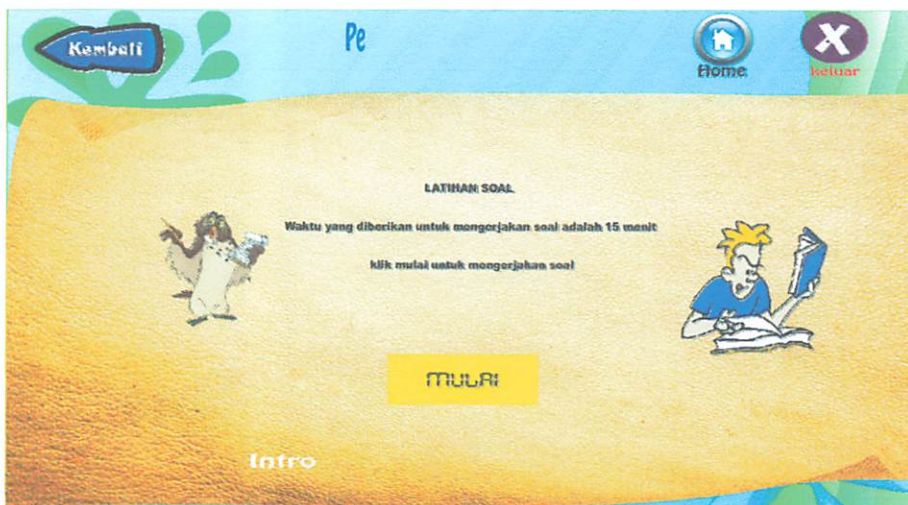 Kembali
Pe
Home
Keluar
LATIHAN SOAL
Waktu yang diberikan untuk mengerjakan soal adalah 15 menit
klik mulai untuk mengerjakan soal
MULAI
Intro